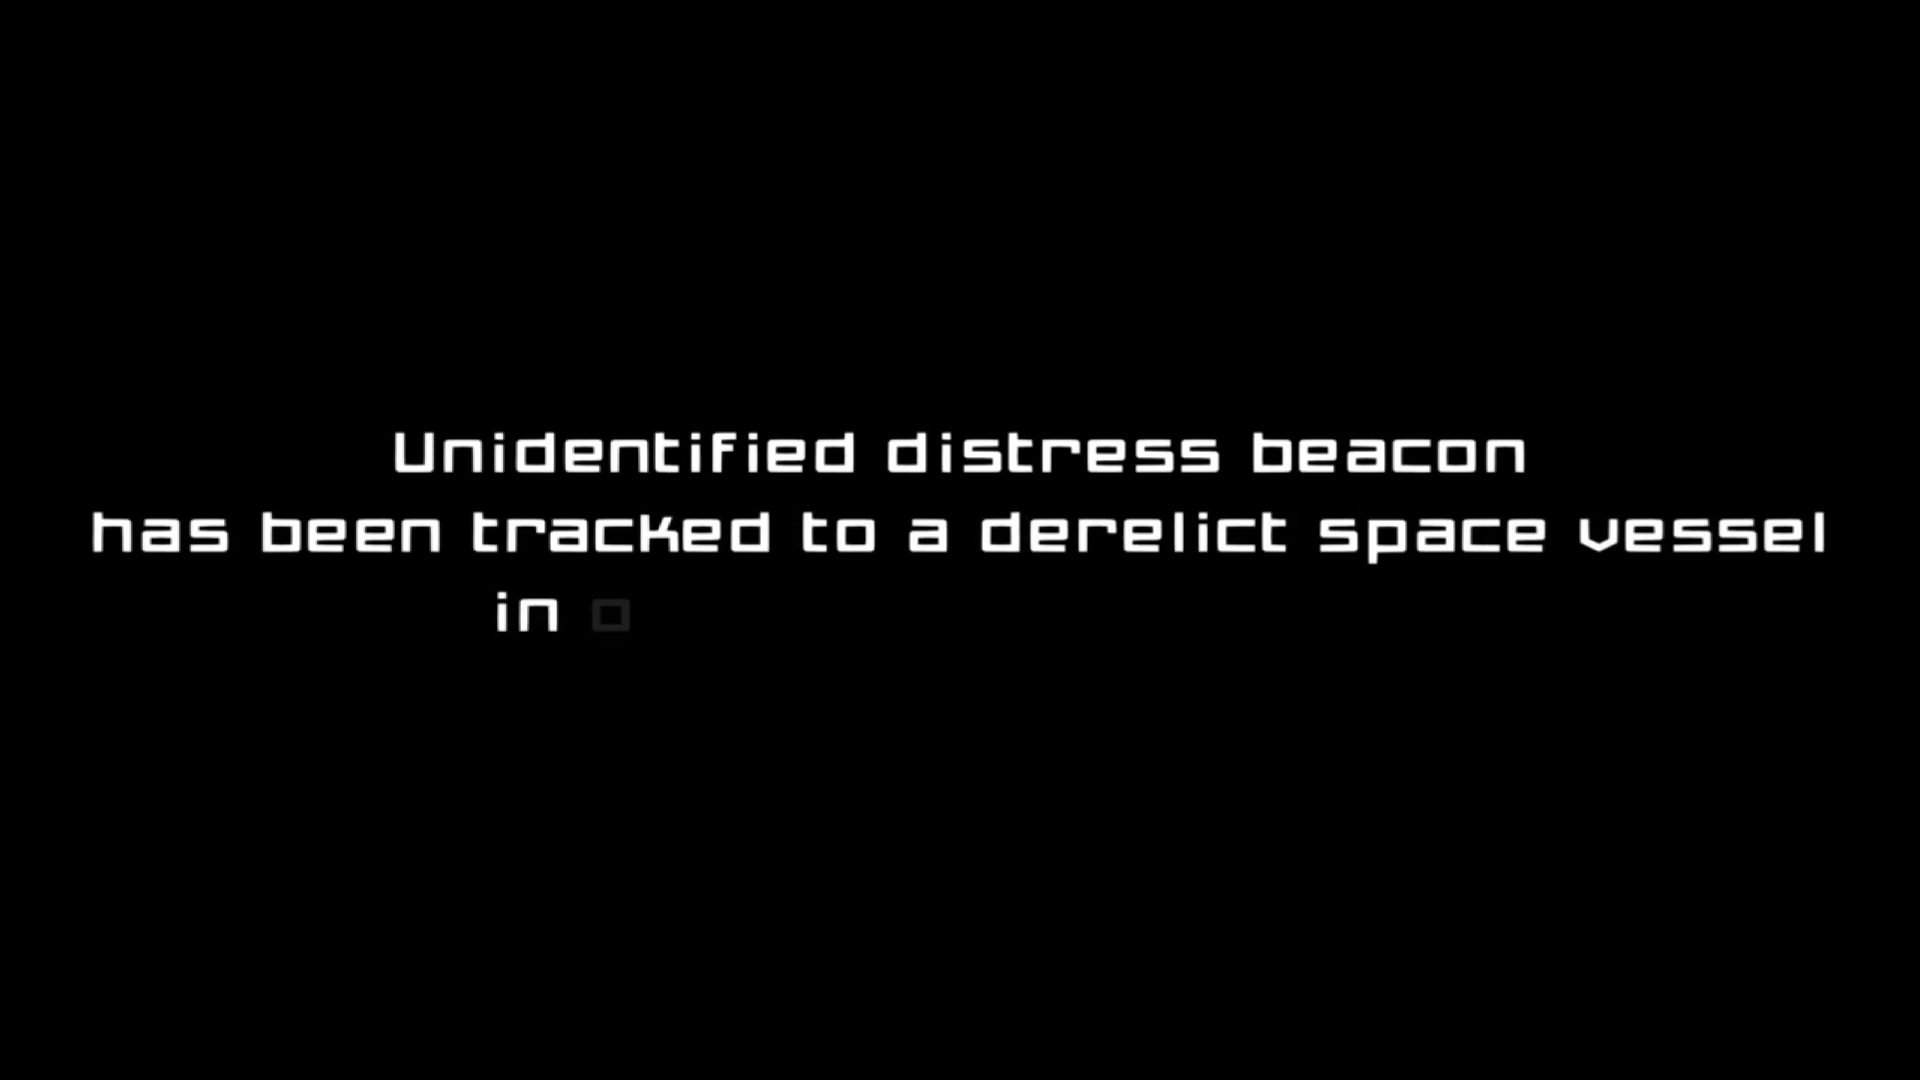 Unidentified distress beacon
has been tracked to a derelict space vessel
in o